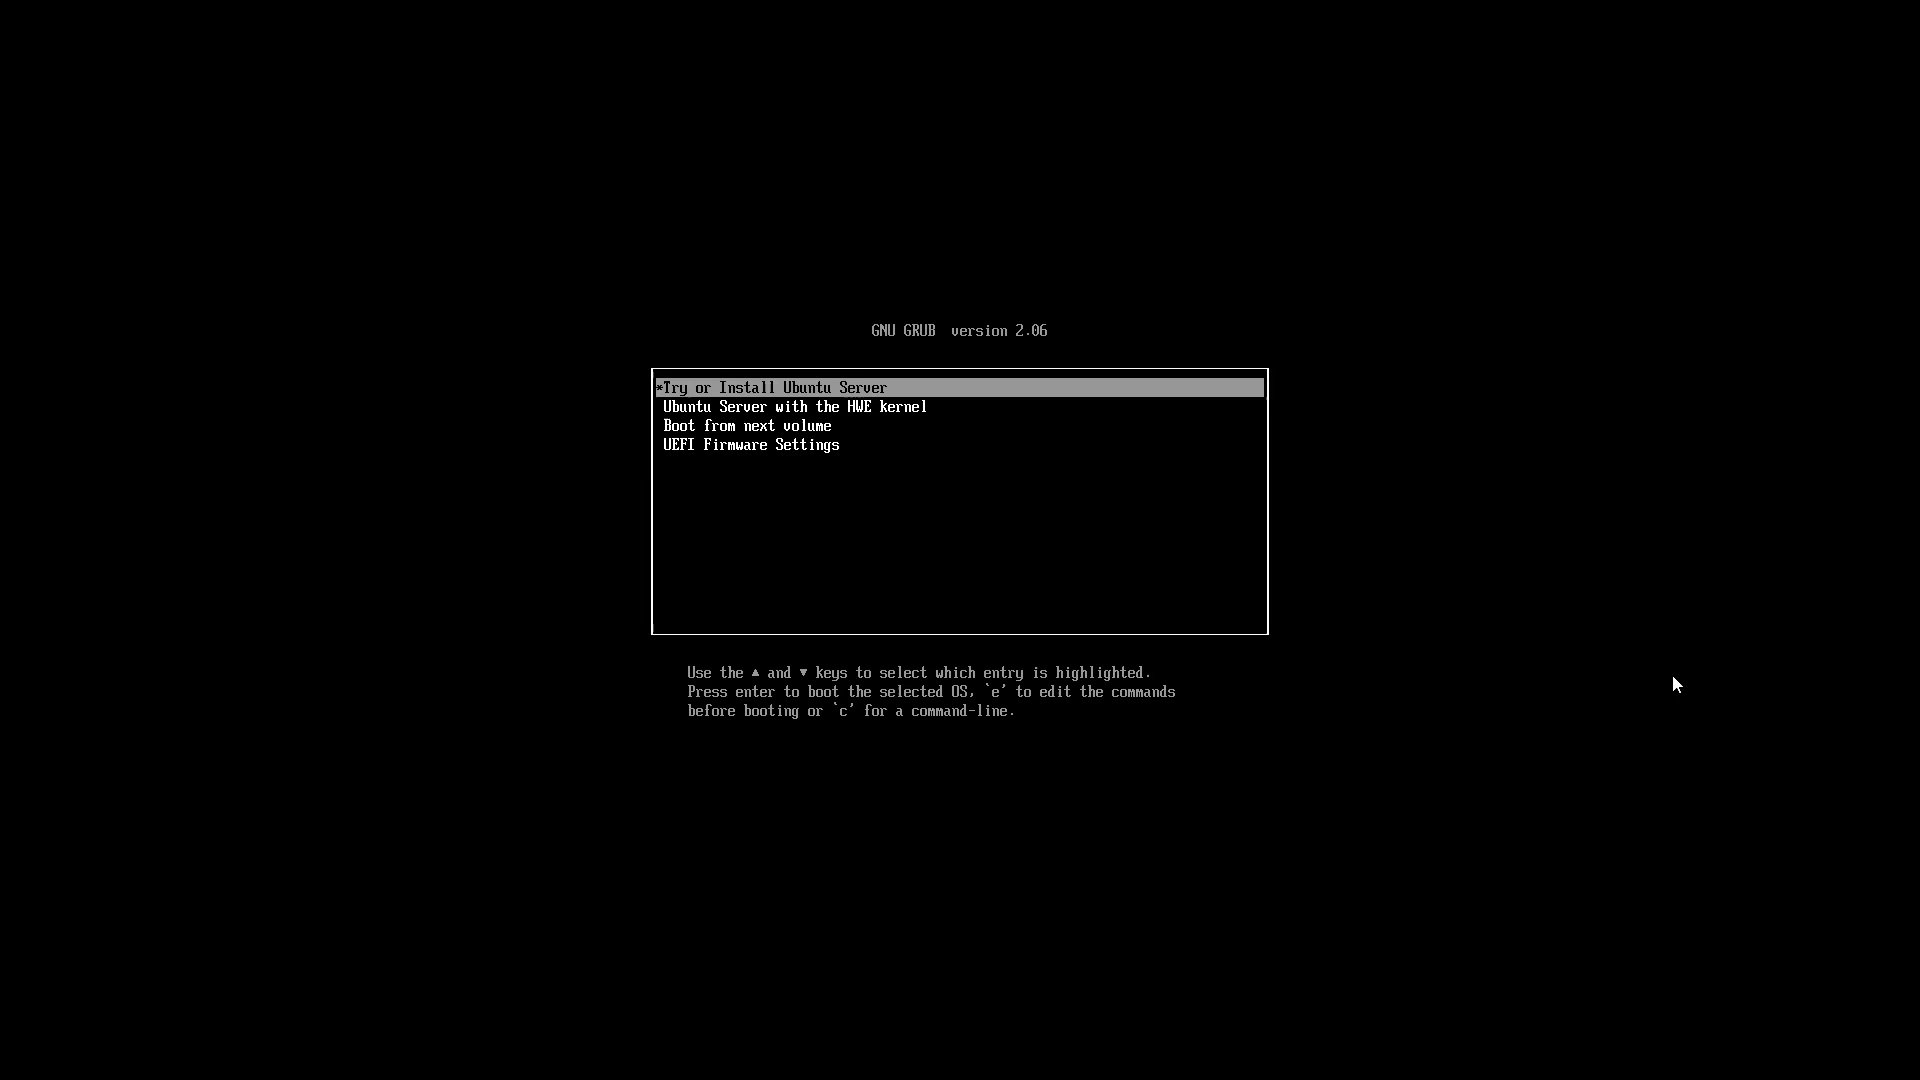 GNU GRUB  version 2.06
*Try or Install Ubuntu Server
Ubuntu Server with the HWE kernel
Boot from next volume
UEFI Firmware Settings
Use the ▲ and ▼ keys to select which entry is highlighted.
Press enter to boot the selected OS, `e' to edit the commands
before booting or `c' for a command-line.